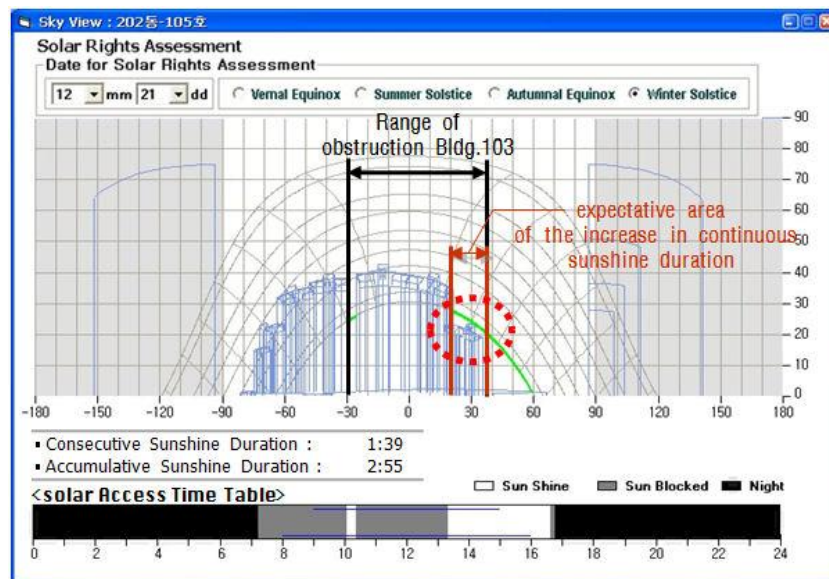 Sky View : 202동-105호
Solar Rights Assessment
Date for Solar Rights Assessment
12 mm 21 dd Vernal Equinox Summer Solstice Autumnal Equinox Winter Solstice
Range of
obstruction Bldg.103
expectative area
of the increase in continuous
sunshine duration
90
80
70
60
50
40
30
20
10
0
-180 -150 -120 -90 -60 -30 0 30 60 90 120 150 180
▪ Consecutive Sunshine Duration : 1:39
▪ Accumulative Sunshine Duration : 2:55
Sun Shine Sun Blocked Night
<solar Access Time Table>
0 2 4 6 8 10 12 14 16 18 20 22 24